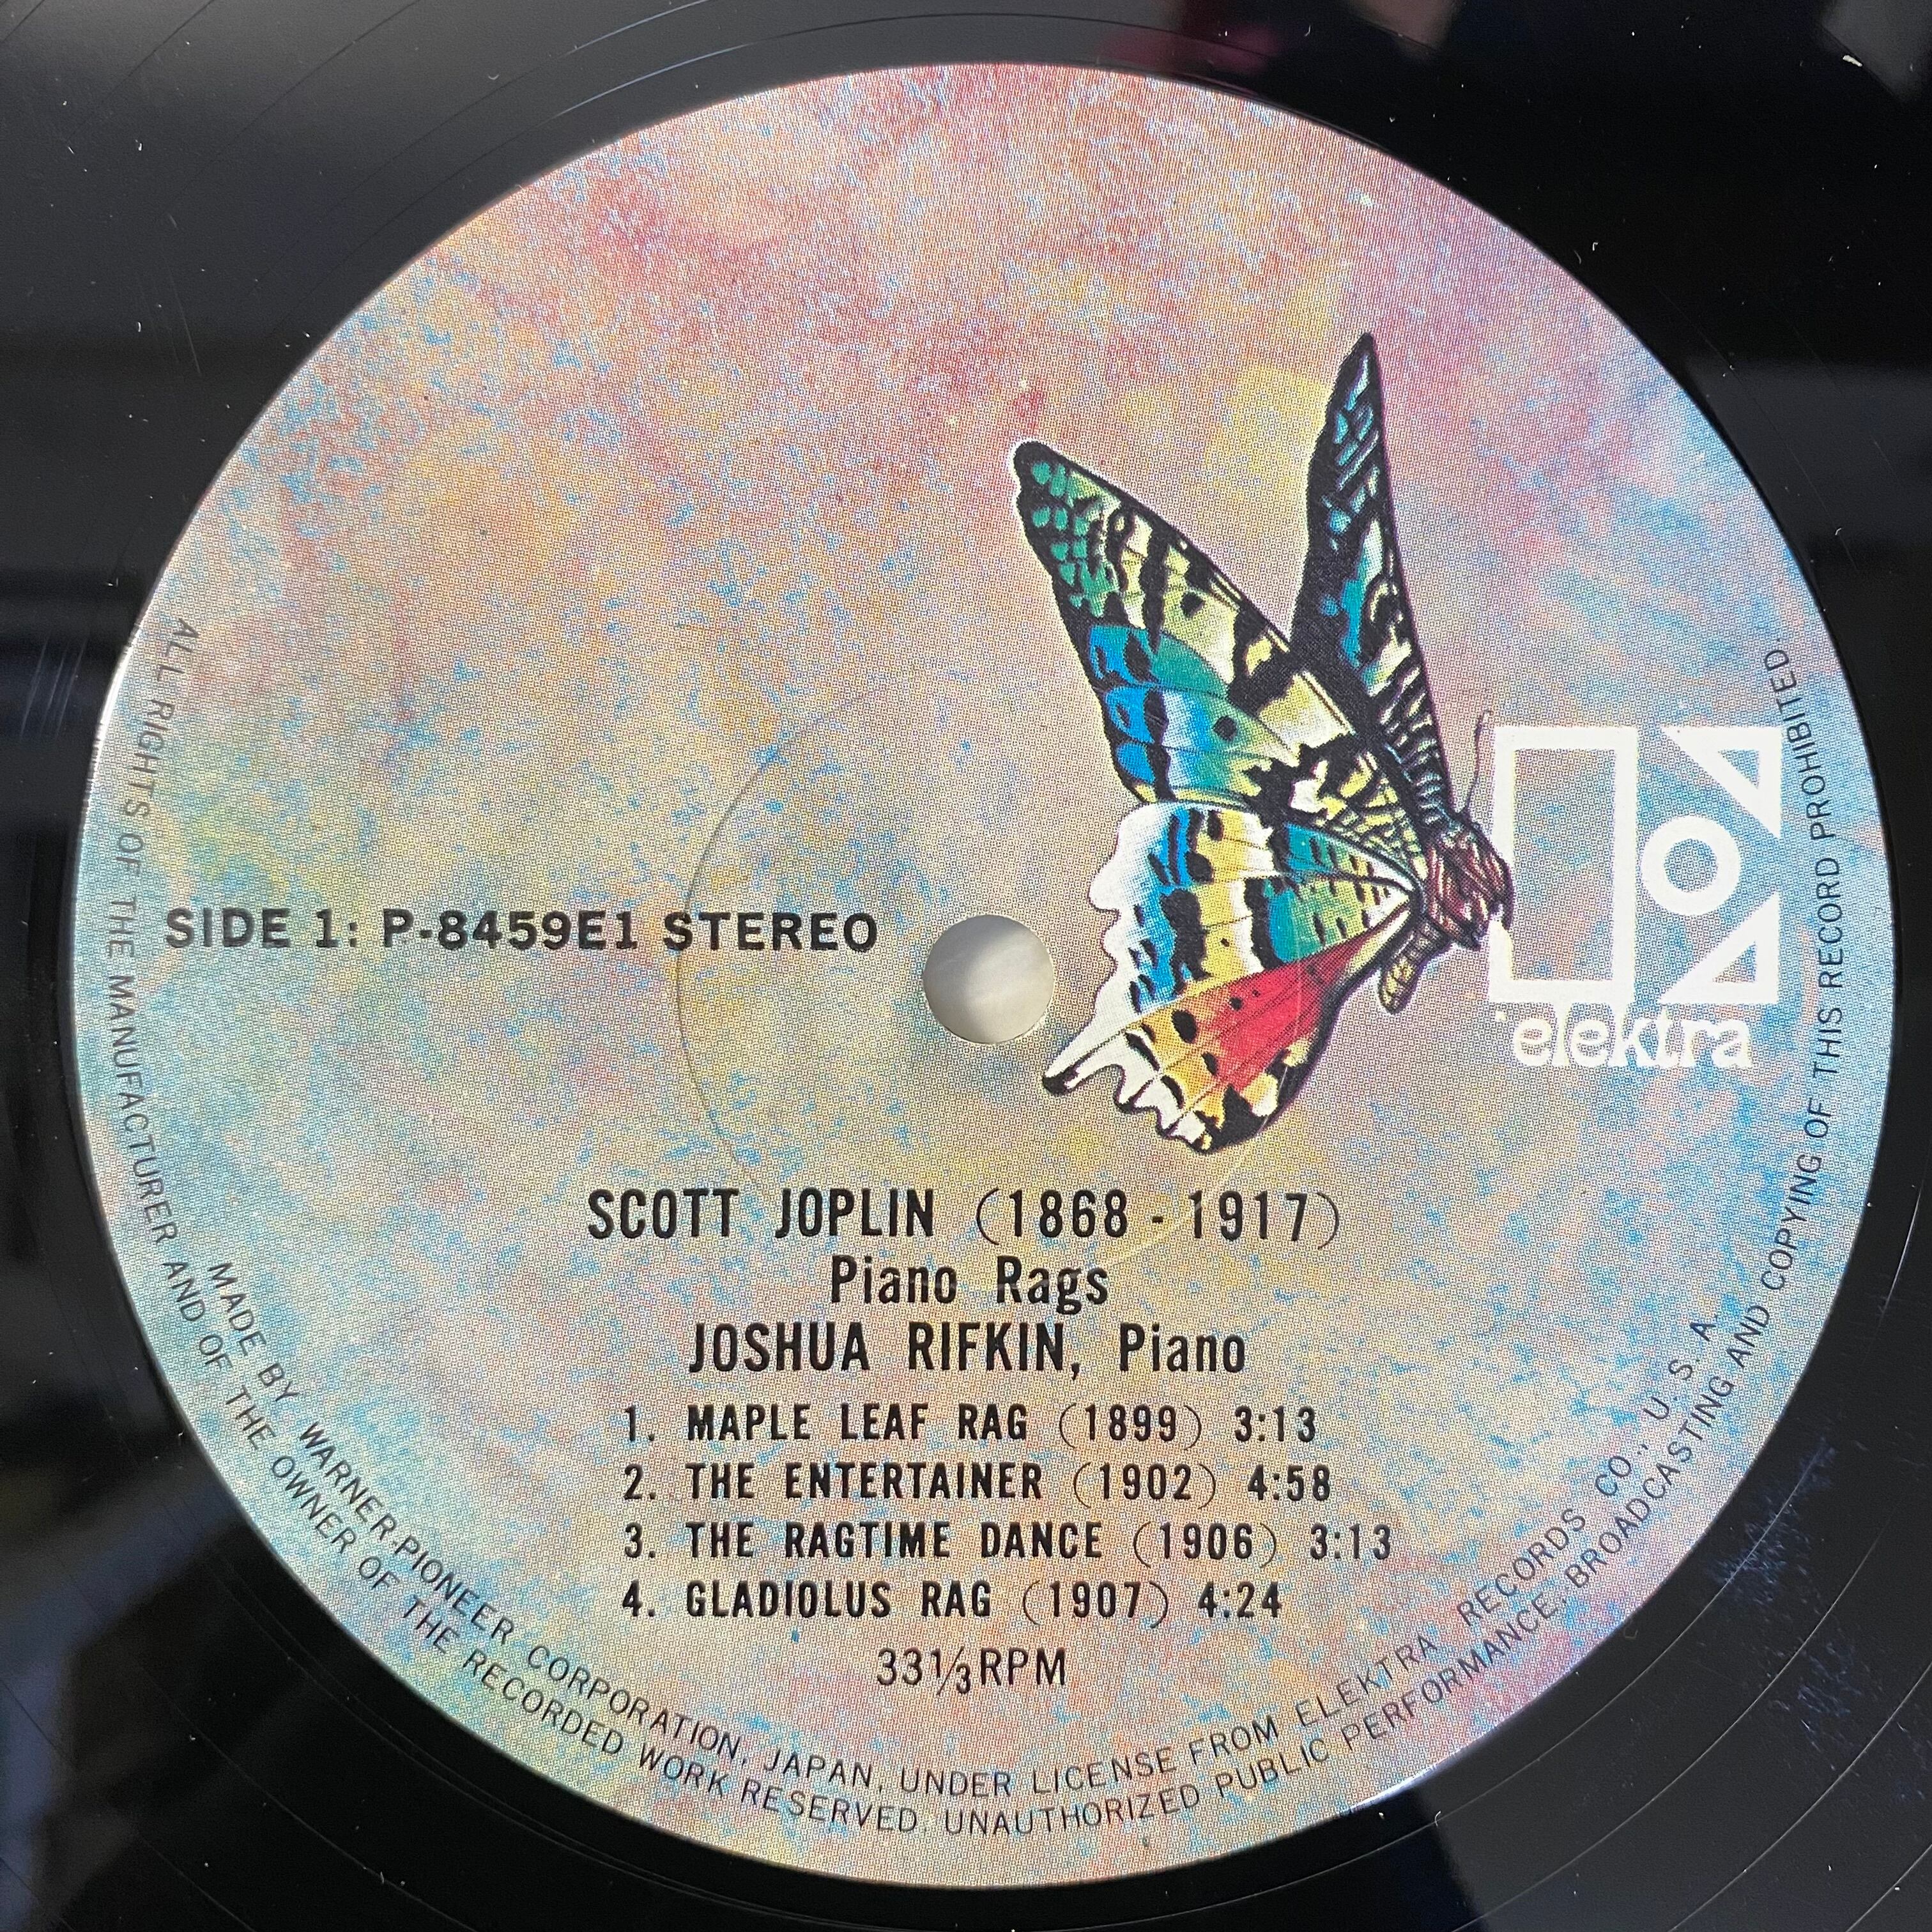 SIDE 1: P-8459E1 STEREO
elektra
SCOTT JOPLIN (1868 - 1917)
Piano Rags
JOSHUA RIFKIN, Piano
1. MAPLE LEAF RAG (1899) 3:13
2. THE ENTERTAINER (1902) 4:58
3. THE RAGTIME DANCE (1906) 3:13
4. GLADIOLUS RAG (1907) 4:24
33⅓RPM
MADE BY WARNER-PIONEER CORPORATION, JAPAN, UNDER LICENSE FROM ELEKTRA RECORDS CO., U. S. A.
ALL RIGHTS OF THE MANUFACTURER AND OF THE OWNER OF THE RECORDED WORK RESERVED. UNAUTHORIZED PUBLIC PERFORMANCE, BROADCASTING AND COPYING OF THIS RECORD PROHIBITED.